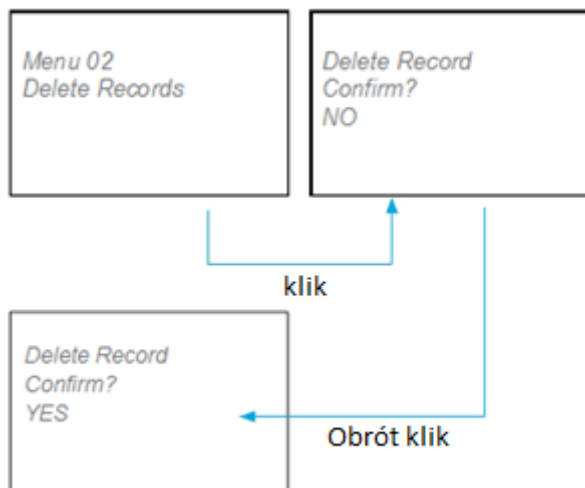 Menu 02
Delete Records
Delete Record
Confirm?
NO
klik
Delete Record
Confirm?
YES
Obrót klik